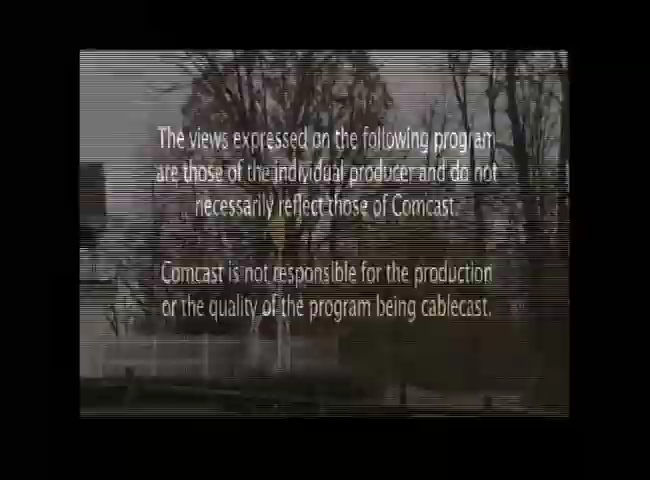 The views expressed on the following program
are those of the individual producer and do not
necessarily reflect those of Comcast.
Comcast is not responsible for the production
or the quality of the program being cablecast.